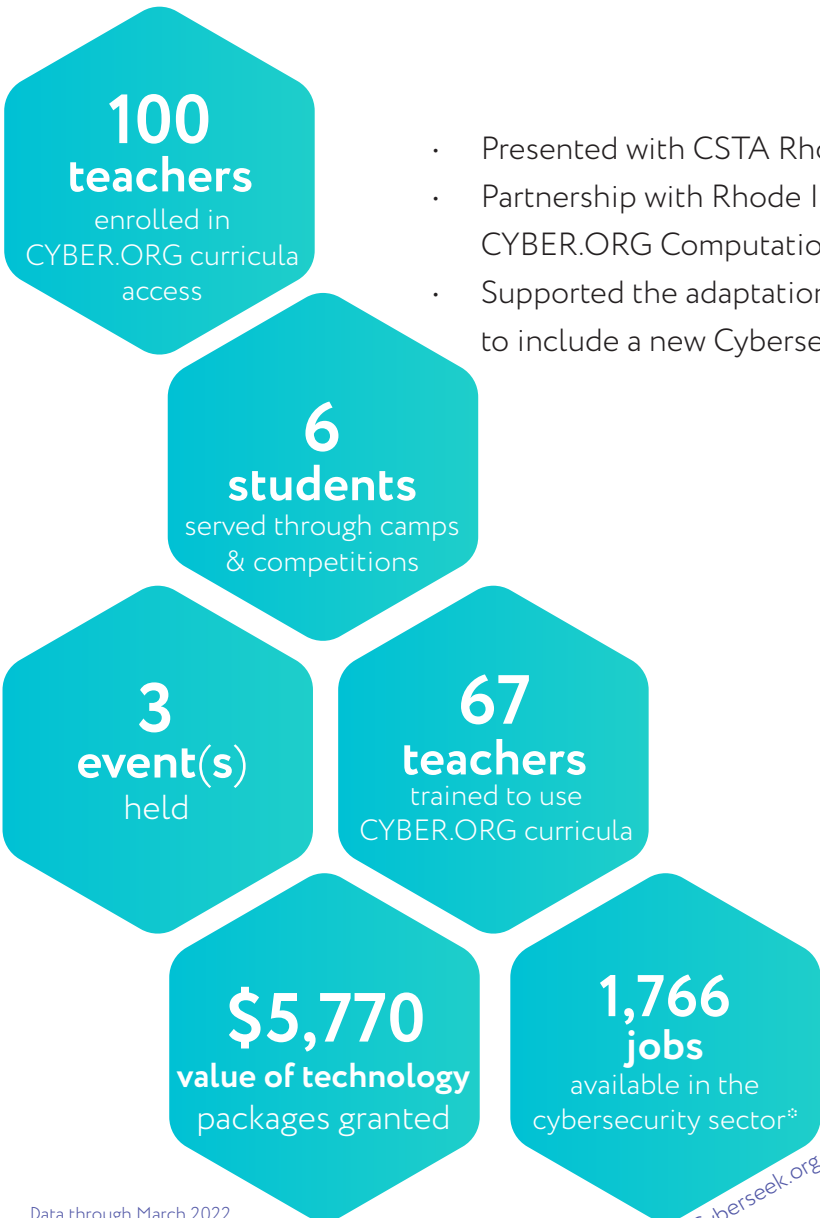 100
teachers
enrolled in
CYBER.ORG curricula
access
• Presented with CSTA
• Partnership with Rhode
CYBER.ORG
• Supported the adaptation
to include a new
6
students
served through camps
& competitions
3
event(s)
held
67
teachers
trained to use
CYBER.ORG curricula
$5,770
value of technology
packages granted
1,766
jobs
available in the
cybersecurity sector*
Data through March 2022